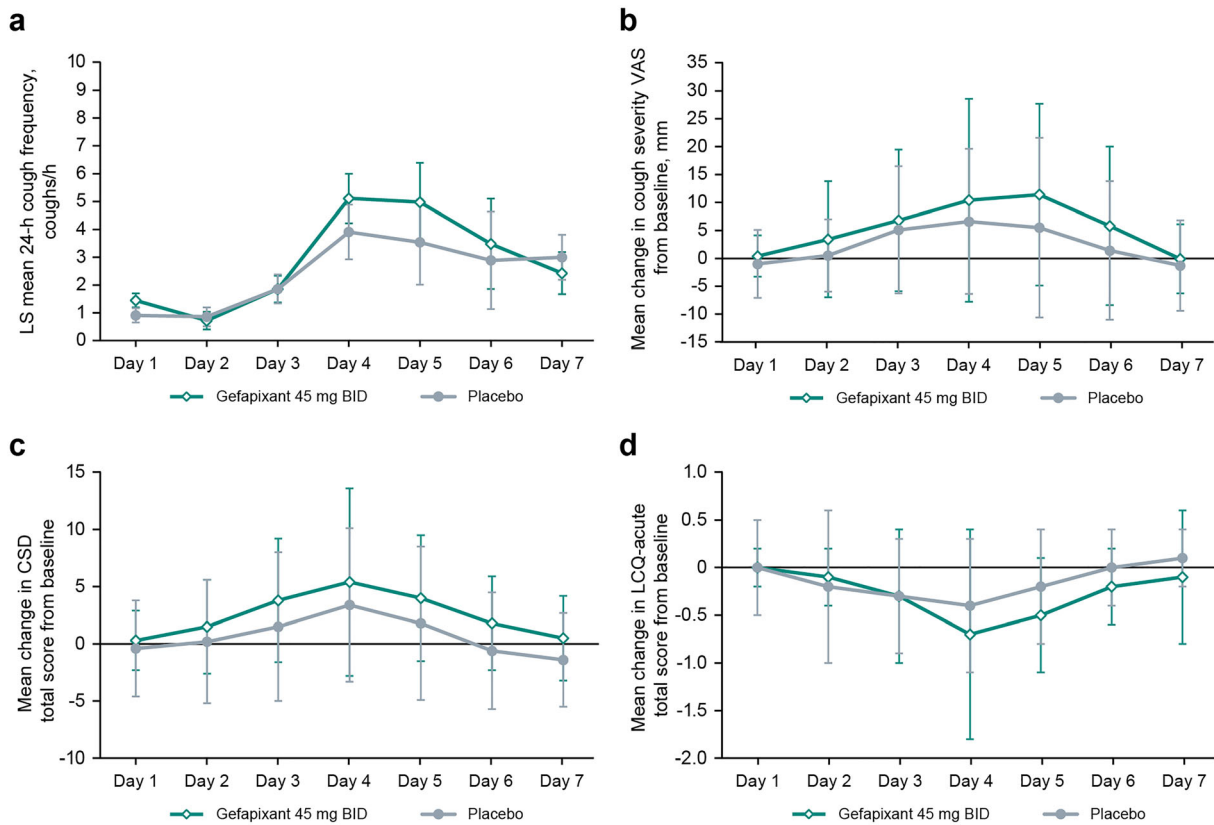 a
LS mean 24-h cough frequency,
coughs/h
10
9
8
7
6
5
4
3
2
1
0
Day 1 Day 2 Day 3 Day 4 Day 5 Day 6 Day 7
Gefapixant 45 mg BID Placebo
b
Mean change in cough severity VAS
from baseline, mm
35
30
25
20
15
10
5
0
-5
-10
-15
Day 1 Day 2 Day 3 Day 4 Day 5 Day 6 Day 7
Gefapixant 45 mg BID Placebo
c
Mean change in CSD
total score from baseline
15
10
5
0
-5
-10
Day 1 Day 2 Day 3 Day 4 Day 5 Day 6 Day 7
Gefapixant 45 mg BID Placebo
d
Mean change in LCQ-acute
total score from baseline
1.0
0.5
0
-0.5
-1.0
-1.5
-2.0
Day 1 Day 2 Day 3 Day 4 Day 5 Day 6 Day 7
Gefapixant 45 mg BID Placebo